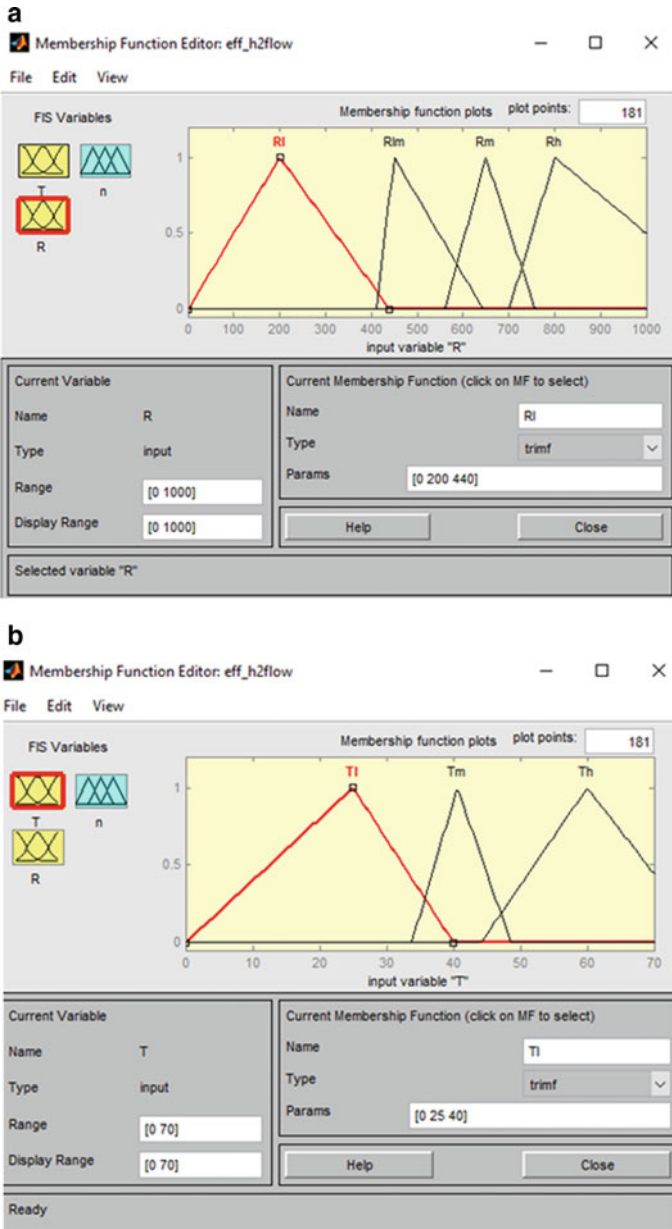 a
Membership Function Editor: eff_h2flow
File Edit View
FIS Variables
T
n
R
Membership function plots plot points: 181
Rl Rlm Rm Rh
1
0.5
0
0 100 200 300 400 500 600 700 800 900 1000
input variable "R"
Current Variable
Name R
Type input
Range [0 1000]
Display Range [0 1000]
Current Membership Function (click on MF to select)
Name Rl
Type trimf
Params [0 200 440]
Help Close
Selected variable "R"
b
Membership Function Editor: eff_h2flow
File Edit View
FIS Variables
T
n
R
Membership function plots plot points: 181
Tl Tm Th
1
0.5
0
0 10 20 30 40 50 60 70
input variable "T"
Current Variable
Name T
Type input
Range [0 70]
Display Range [0 70]
Current Membership Function (click on MF to select)
Name Tl
Type trimf
Params [0 25 40]
Help Close
Ready